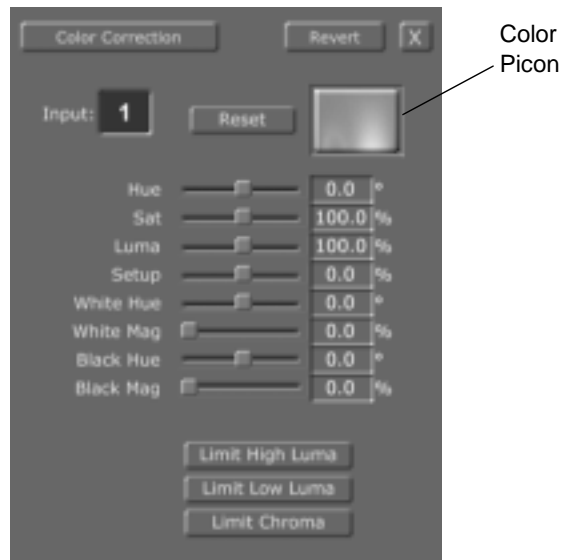 Color Correction Revert X
Color
Picon
Input: 1 Reset
Hue 0.0 °
Sat 100.0 %
Luma 100.0 %
Setup 0.0 %
White Hue 0.0 °
White Mag 0.0 %
Black Hue 0.0 °
Black Mag 0.0 %
Limit High Luma
Limit Low Luma
Limit Chroma